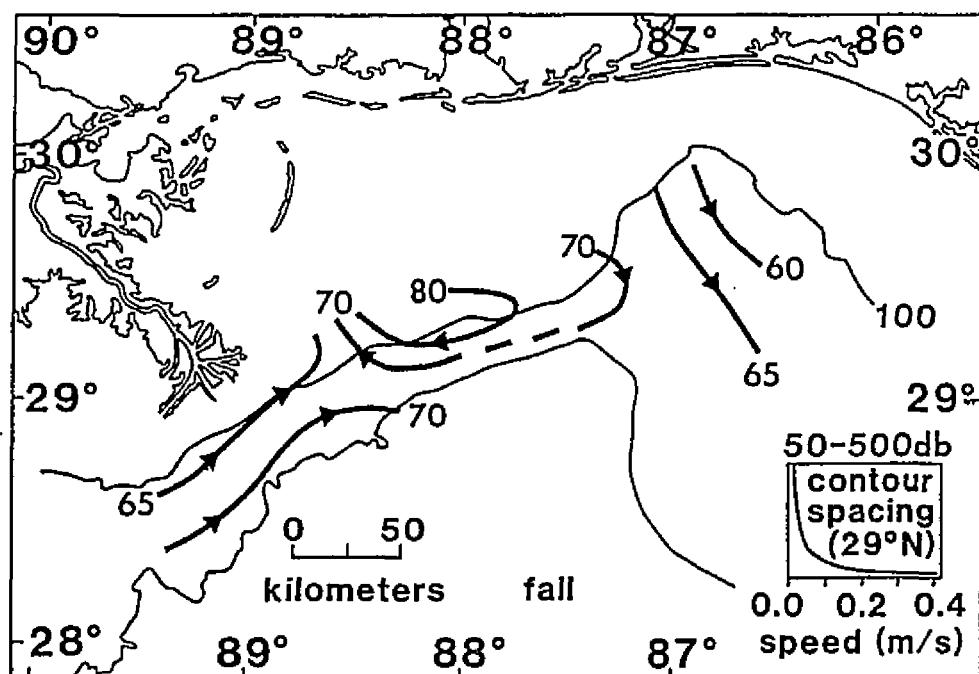 90° 89° 88° 87° 86°
30° 30°
70
80
70
60
100
65
29° 29°
70
65
50-500db
contour
spacing
(29°N)
0 50
kilometers fall
0.0 0.2 0.4
speed (m/s)
28°
89° 88° 87°